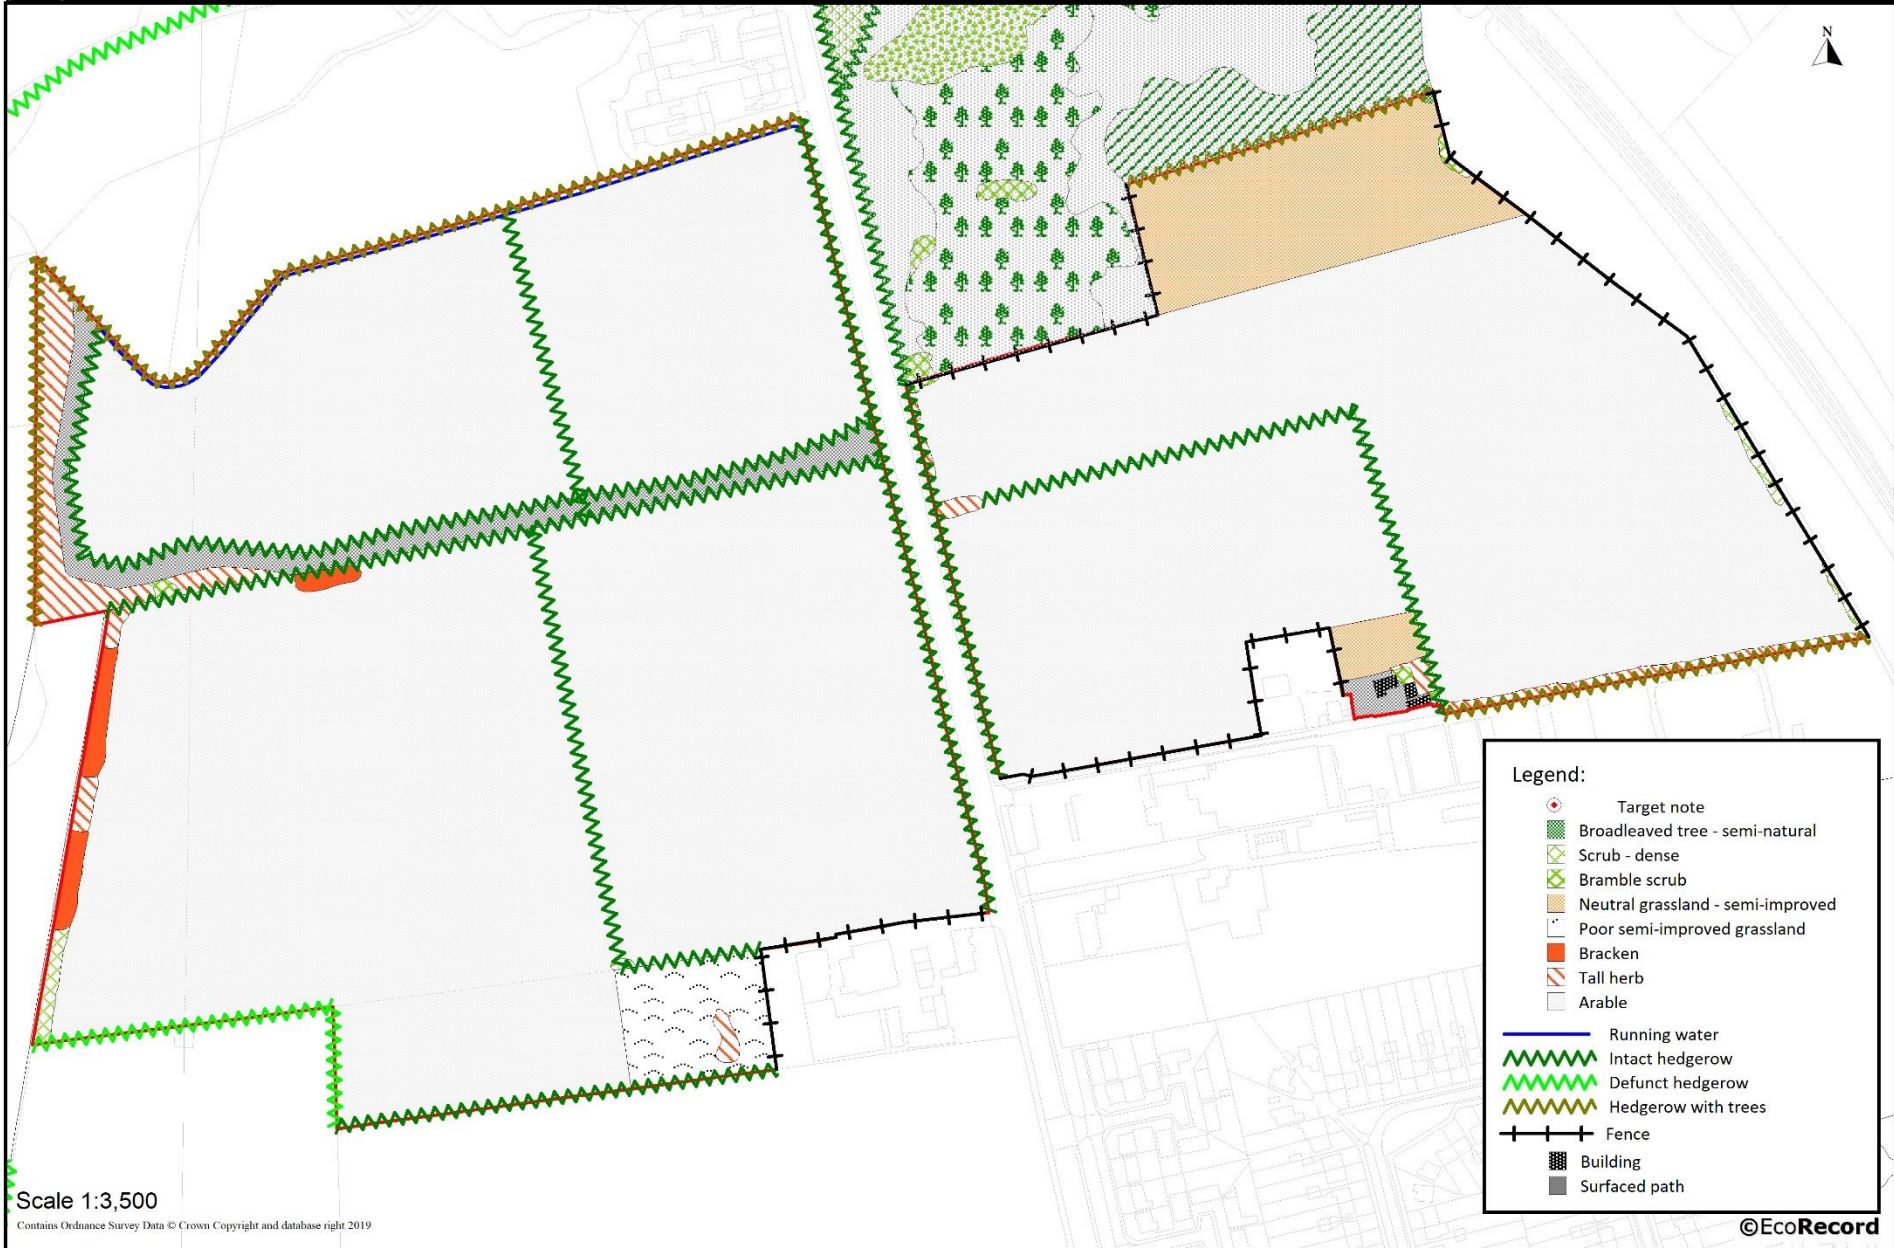 N
Legend:
Target note
Broadleaved tree - semi-natural
Scrub - dense
Bramble scrub
Neutral grassland - semi-improved
Poor semi-improved grassland
Bracken
Tall herb
Arable
Running water
Intact hedgerow
Defunct hedgerow
Hedgerow with trees
Fence
Building
Surfaced path
Scale 1:3,500
Contains Ordnance Survey Data © Crown Copyright and database right 2019
©EcoRecord